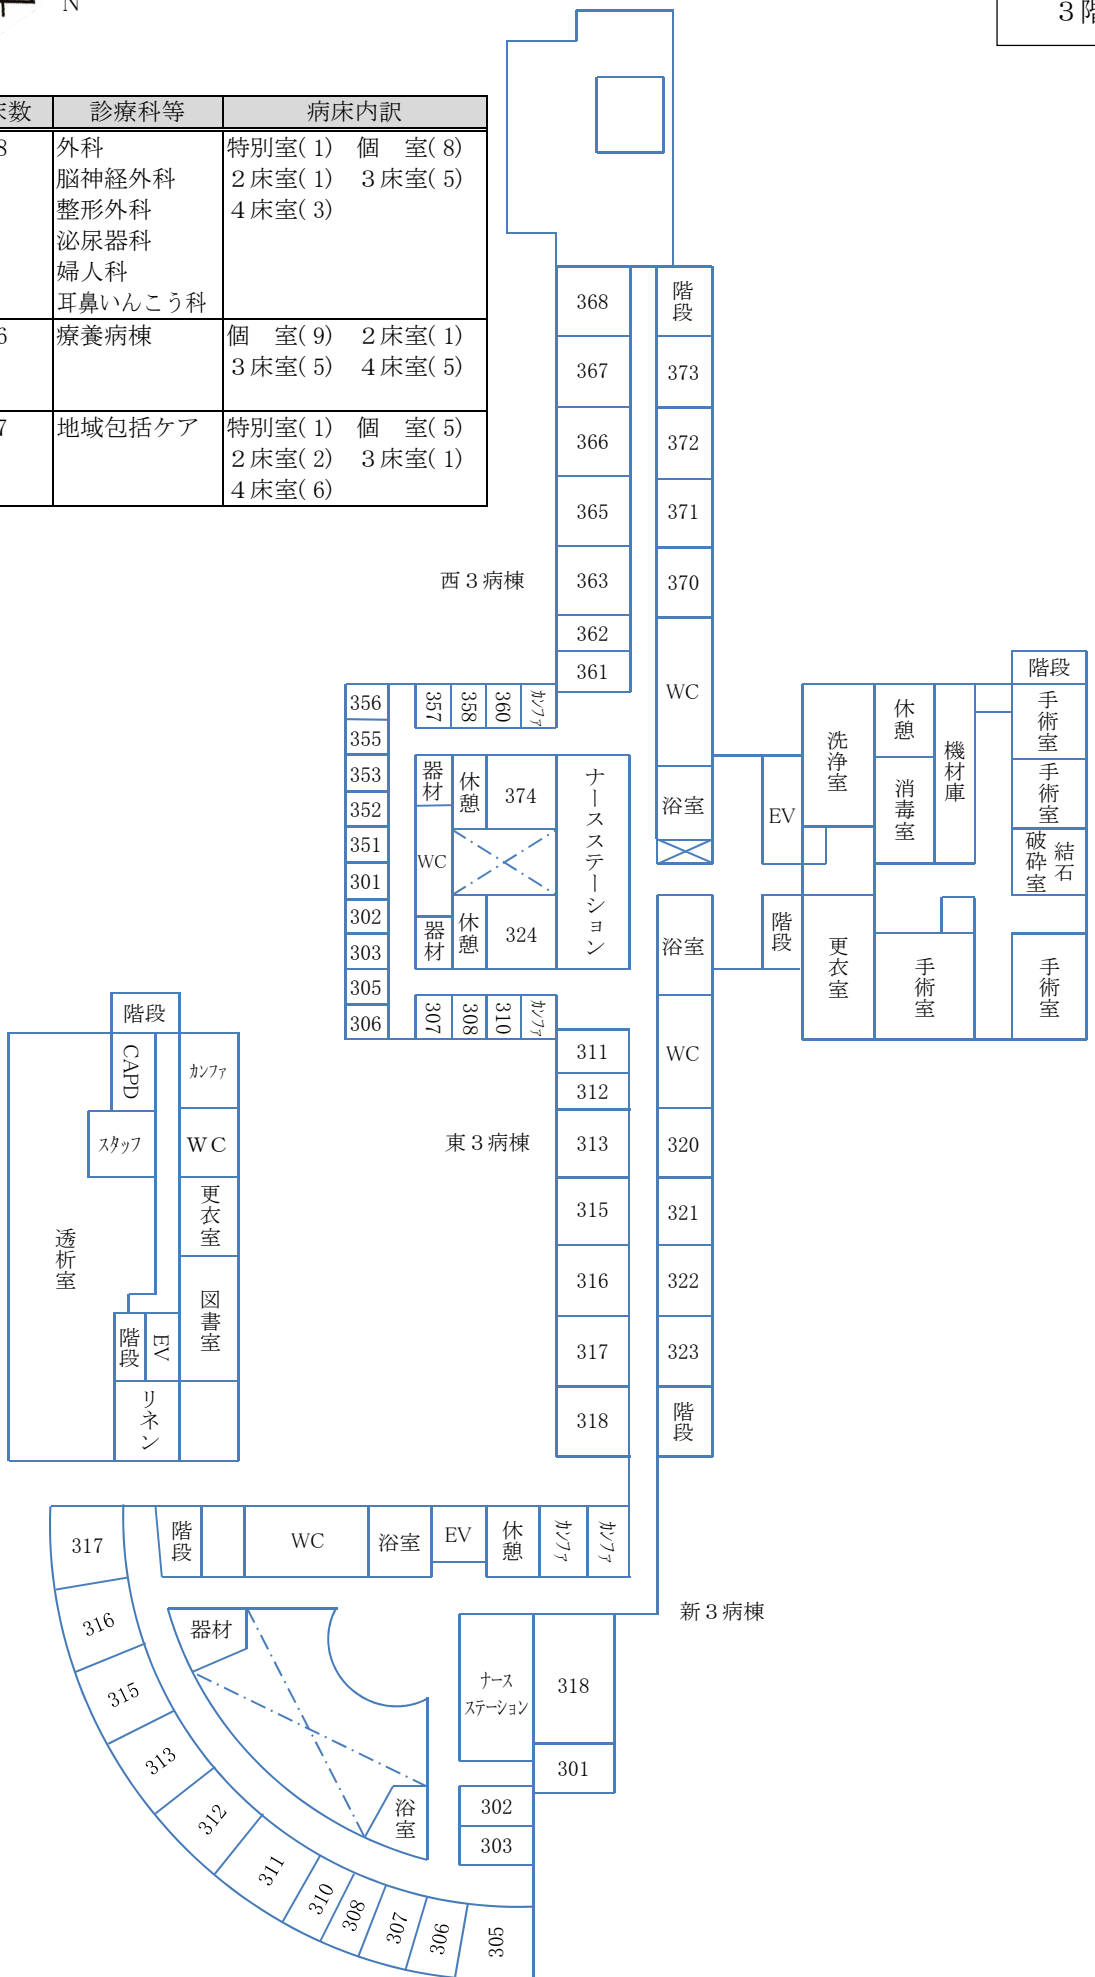 N
3階
床数 診療科等 病床内訳
8 外科 特別室(1) 個 室(8)
脳神経外科 2床室(1) 3床室(5)
整形外科 4床室(3)
泌尿器科
婦人科
耳鼻いんこう科
6 療養病棟 個 室(9) 2床室(1)
3床室(5) 4床室(5)
7 地域包括ケア 特別室(1) 個 室(5)
2床室(2) 3床室(1)
4床室(6)
368
367
366
365
363
362
361
階段
373
372
371
370
WC
浴室
西3病棟
356
355
353
352
351
301
302
303
305
306
357
358
360
カンファ
器材
休憩
374
WC
器材
休憩
324
ナースステーション
307
308
310
カンファ
EV
階段
洗浄室
休憩
消毒室
機材庫
階段
手術室
手術室
結石
破砕室
更衣室
手術室
手術室
浴室
WC
320
321
322
323
階段
311
312
313
315
316
317
318
東3病棟
階段
CAPD
カンファ
スタッフ
WC
更衣室
透析室
図書室
階段
EV
リネン
317
316
315
313
312
311
310
308
307
306
305
階段
WC
浴室
EV
休憩
カンファ
カンファ
新3病棟
器材
浴室
ナース
ステーション
318
301
302
303